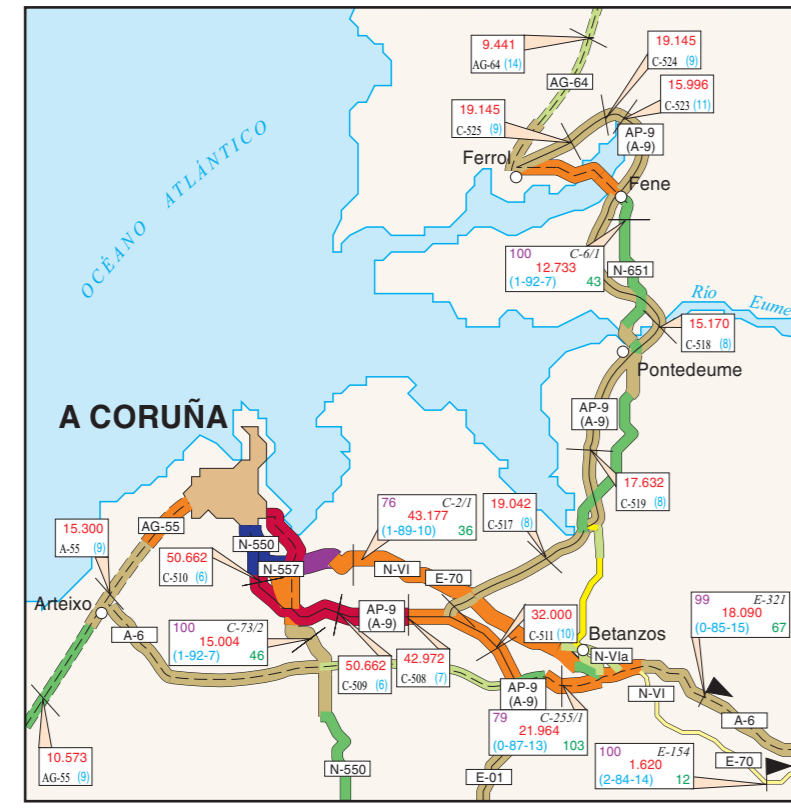 9.441
AG-64 (14)
19.145
C-524 (9)
15.996
C-523 (11)
AG-64
19.145
C-525 (9)
AP-9
(A-9)
Ferrol
Fene
OCÉANO ATLÁNTICO
100 C-6/1
12.733
(1-92-7) 43
N-651
Río Eume
15.170
C-518 (8)
Pontedeume
A CORUÑA
AP-9
(A-9)
17.632
C-519 (8)
76 C-2/1
43.177
(1-89-10) 36
19.042
C-517 (8)
15.300
A-55 (9)
AG-55
N-550
50.662
C-510 (6)
N-557
N-VI
E-70
Arteixo
A-6
100 C-73/2
15.004
(1-92-7) 46
AP-9
(A-9)
32.000
C-511 (10)
Betanzos
99 E-321
18.090
(0-85-15) 67
50.662
C-509 (6)
42.972
C-508 (7)
N-VIa
AP-9
(A-9)
N-VI
A-6
79 C-255/1
21.964
(0-87-13) 103
10.573
AG-55 (9)
N-550
E-01
100 E-154
1.620
(2-84-14) 12
E-70